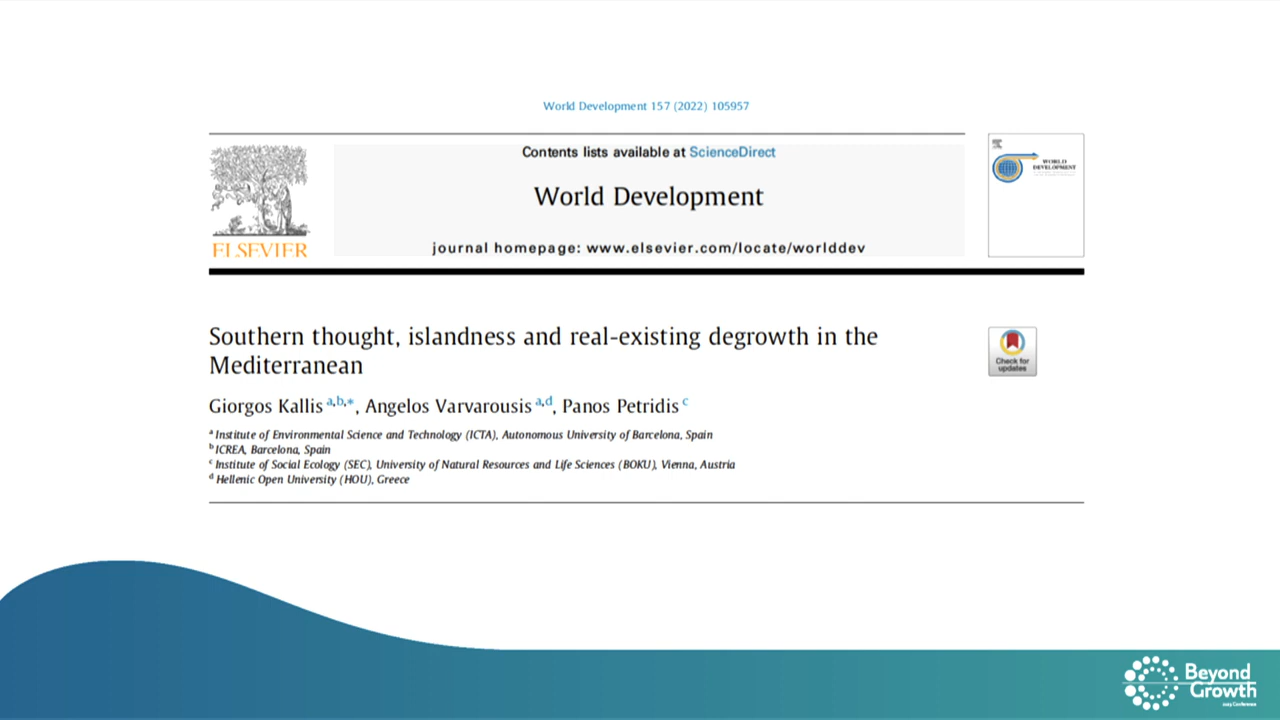 World Development 157 (2022) 105957
Contents lists available at ScienceDirect
World Development
journal homepage: www.elsevier.com/locate/worlddev
ELSEVIER
WORLD
DEVELOPMENT
Southern thought, islandness and real-existing degrowth in the
Mediterranean
Check for
updates
Giorgos Kallis a,b,*, Angelos Varvarousis a,d, Panos Petridis c
a Institute of Environmental Science and Technology (ICTA), Autonomous University of Barcelona, Spain
b ICREA, Barcelona, Spain
c Institute of Social Ecology (SEC), University of Natural Resources and Life Sciences (BOKU), Vienna, Austria
d Hellenic Open University (HOU), Greece
Beyond
Growth
2023 Conference